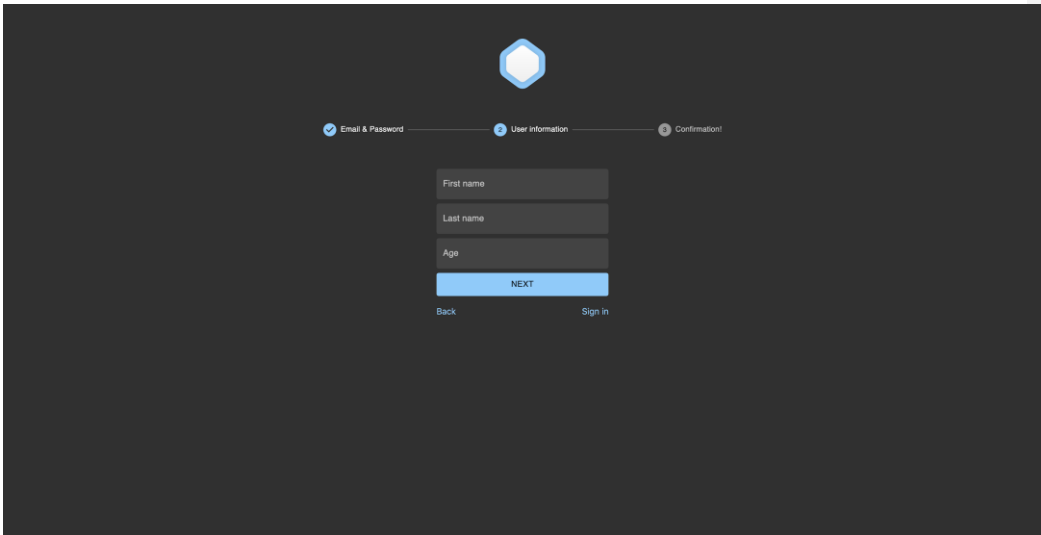 Email & Password
2 User information
3 Confirmation!
First name
Last name
Age
NEXT
Back Sign in